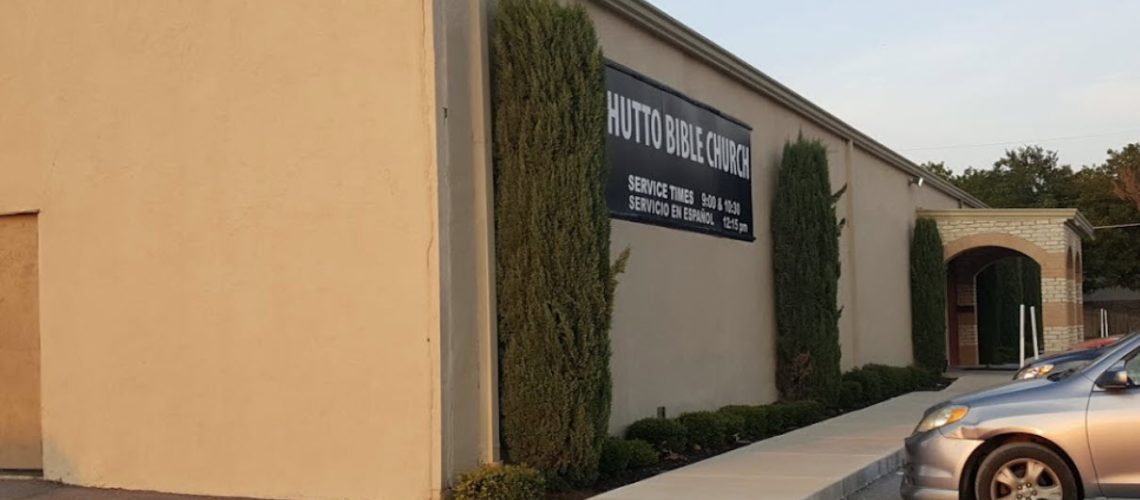 HUTTO BIBLE CHURCH
SERVICE TIMES 9:00 & 10:30
SERVICIO EN ESPAÑOL 12:15 pm